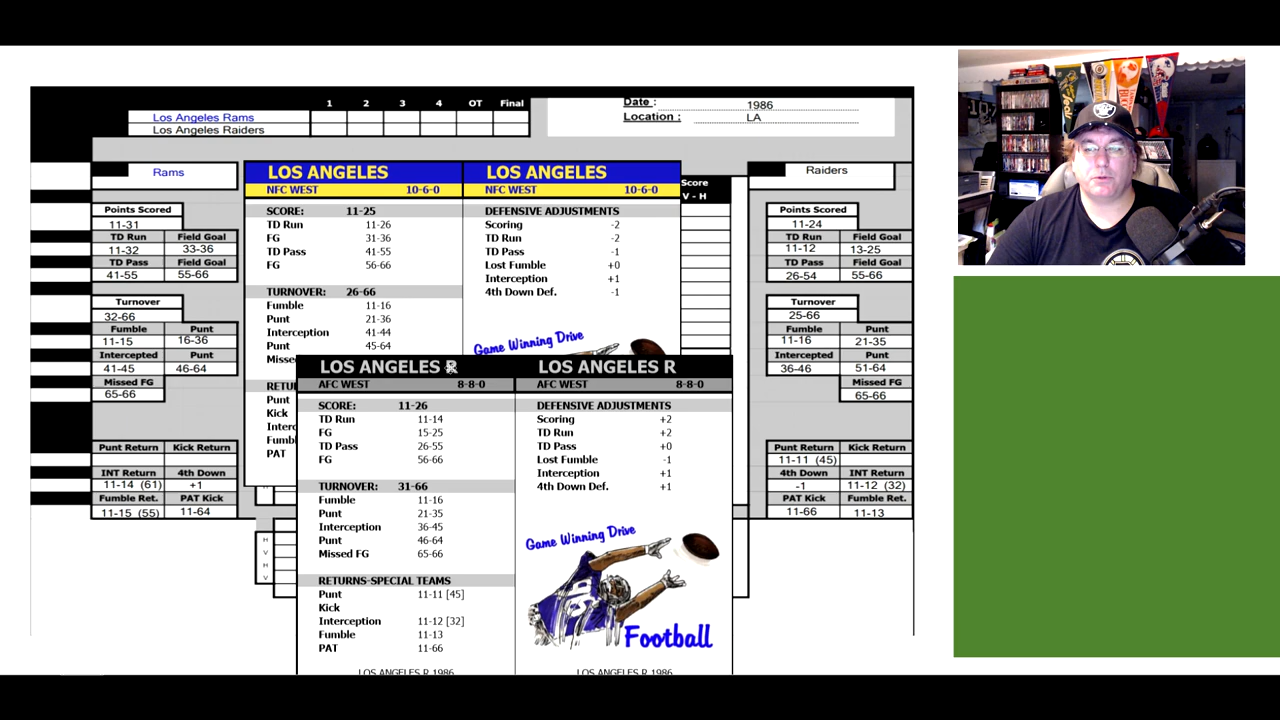 1 2 3 4 OT Final
Los Angeles Rams
Los Angeles Raiders
Date : 1986
Location : LA
Rams
Points Scored
11-31
TD Run Field Goal
11-32 33-36
TD Pass Field Goal
41-55 55-66
Turnover
32-66
Fumble Punt
11-15 16-36
Intercepted Punt
41-45 46-64
Missed FG
65-66
Punt Return Kick Return
INT Return 4th Down
11-14 (61) +1
Fumble Ret. PAT Kick
11-15 (55) 11-64
LOS ANGELES LOS ANGELES
NFC WEST 10-6-0 NFC WEST 10-6-0
SCORE: 11-25
TD Run 11-26
FG 31-36
TD Pass 41-55
FG 56-66
TURNOVER: 26-66
Fumble 11-16
Punt 21-36
Interception 41-44
Punt 45-64
Punt
Kick
PAT
DEFENSIVE ADJUSTMENTS
Scoring -2
TD Run -2
TD Pass -1
Lost Fumble +0
Interception +1
4th Down Def. -1
Game Winning Drive
Score
V - H
H
V
H
V
LOS ANGELES R LOS ANGELES R
AFC WEST 8-8-0 AFC WEST 8-8-0
SCORE: 11-26
TD Run 11-14
FG 15-25
TD Pass 26-55
FG 56-66
TURNOVER: 31-66
Fumble 11-16
Punt 21-35
Interception 36-45
Punt 46-64
Missed FG 65-66
RETURNS-SPECIAL TEAMS
Punt 11-11 [45]
Kick
Interception 11-12 [32]
Fumble 11-13
PAT 11-66
LOS ANGELES R 1986
DEFENSIVE ADJUSTMENTS
Scoring +2
TD Run +2
TD Pass +0
Lost Fumble -1
Interception +1
4th Down Def. +1
Game Winning Drive
Football
LOS ANGELES R 1986
Raiders
Points Scored
11-24
TD Run Field Goal
11-12 13-25
TD Pass Field Goal
26-54 55-66
Turnover
25-66
Fumble Punt
11-16 21-35
Intercepted Punt
36-46 51-64
Missed FG
65-66
Punt Return Kick Return
11-11 (45)
4th Down INT Return
-1 11-12 (32)
PAT Kick Fumble Ret.
11-66 11-13